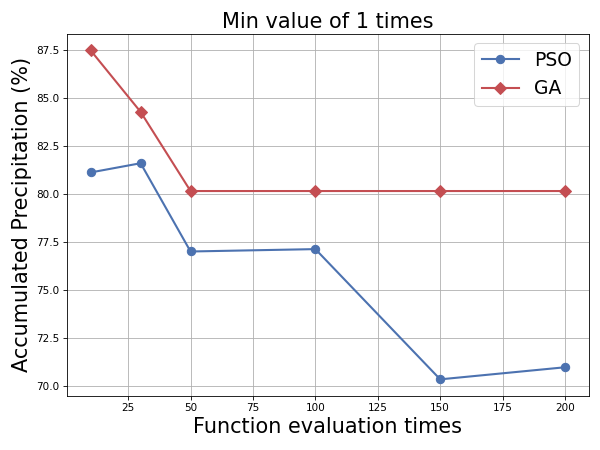 Min value of 1 times
Accumulated Precipitation (%)
87.5
85.0
82.5
80.0
77.5
75.0
72.5
70.0
PSO
GA
25 50 75 100 125 150 175 200
Function evaluation times